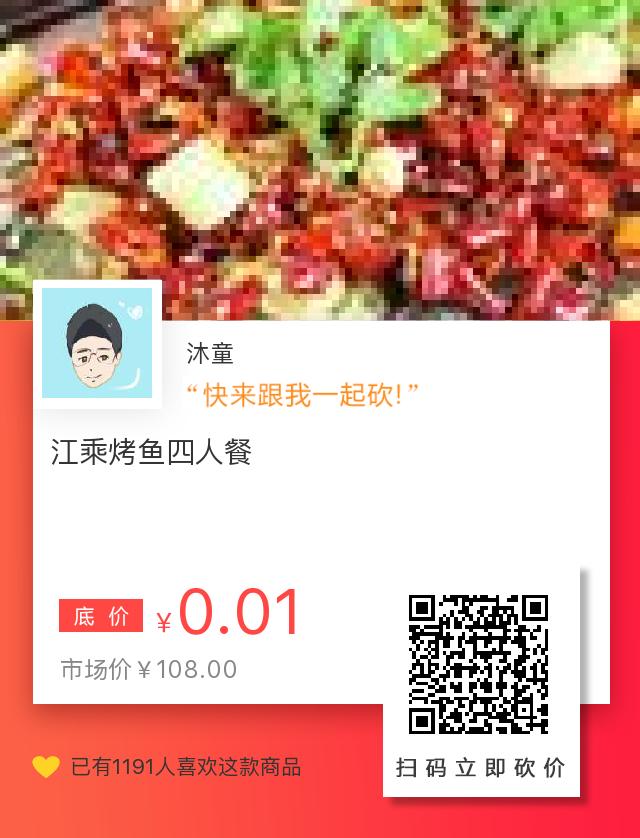 沐童
“快来跟我一起砍!”
江乘烤鱼四人餐
底价 ¥0.01
市场价¥108.00
扫码立即砍价
已有1191人喜欢这款商品